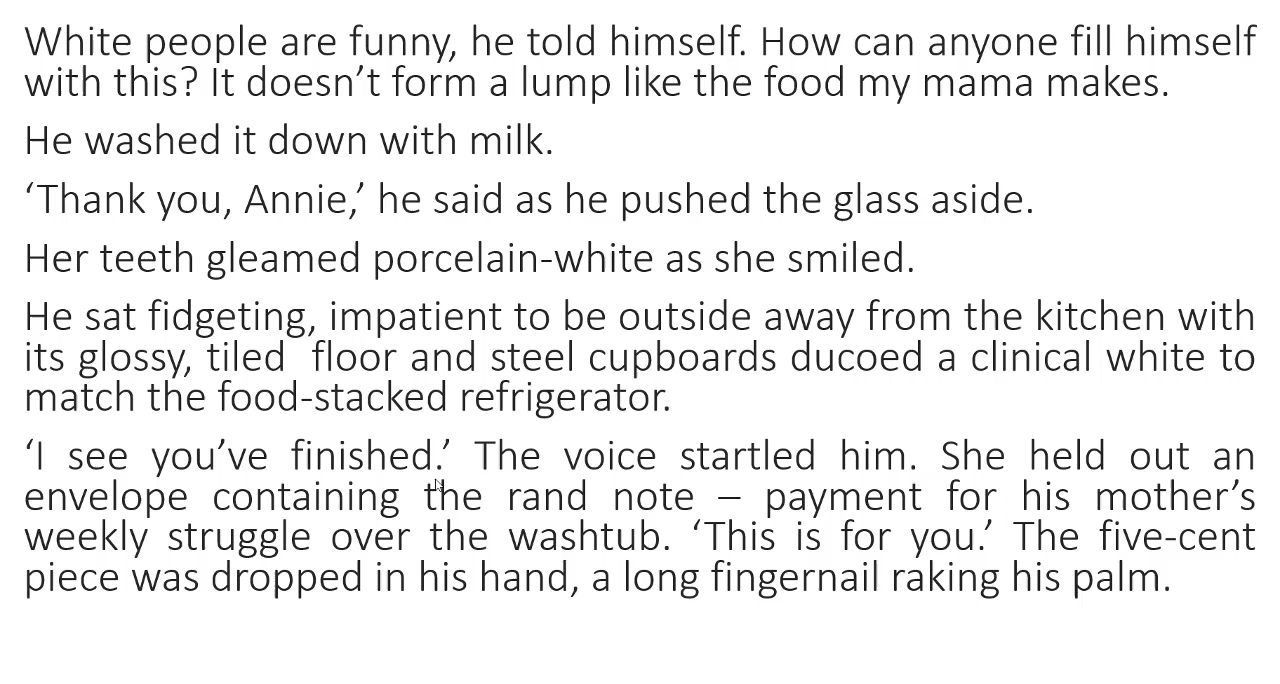 White people are funny, he told himself. How can anyone fill himself
with this? It doesn’t form a lump like the food my mama makes.
He washed it down with milk.
‘Thank you, Annie,’ he said as he pushed the glass aside.
Her teeth gleamed porcelain-white as she smiled.
He sat fidgeting, impatient to be outside away from the kitchen with
its glossy, tiled  floor and steel cupboards ducoed a clinical white to
match the food-stacked refrigerator.
‘I see you’ve finished.’ The voice startled him. She held out an
envelope containing the rand note – payment for his mother’s
weekly struggle over the washtub. ‘This is for you.’ The five-cent
piece was dropped in his hand, a long fingernail raking his palm.